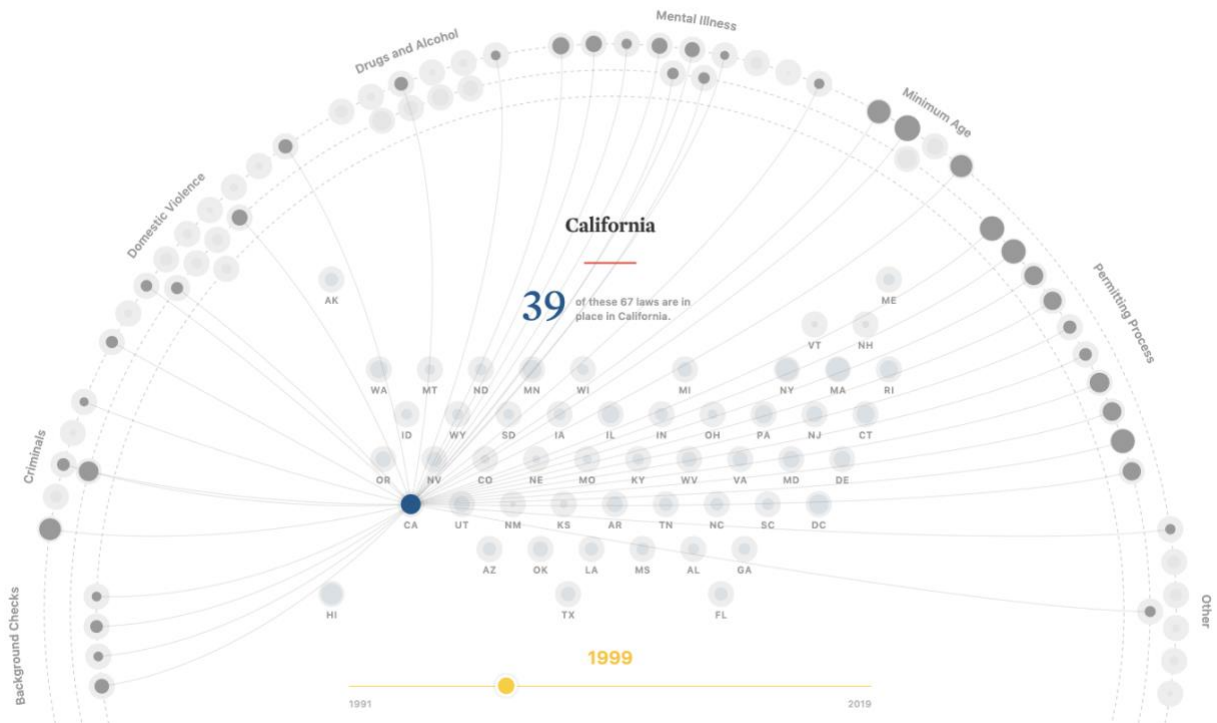 Mental Illness
Drugs and Alcohol
Minimum Age
Domestic Violence
Permitting Process
Criminals
Background Checks
Other
California
39
of these 67 laws are in
place in California.
AK
ME
VT NH
WA MT ND MN WI MI NY MA RI
ID WY SD IA IL IN OH PA NJ CT
OR NV CO NE MO KY WV VA MD DE
CA UT NM KS AR TN NC SC DC
AZ OK LA MS AL GA
HI TX FL
1999
1991 2019